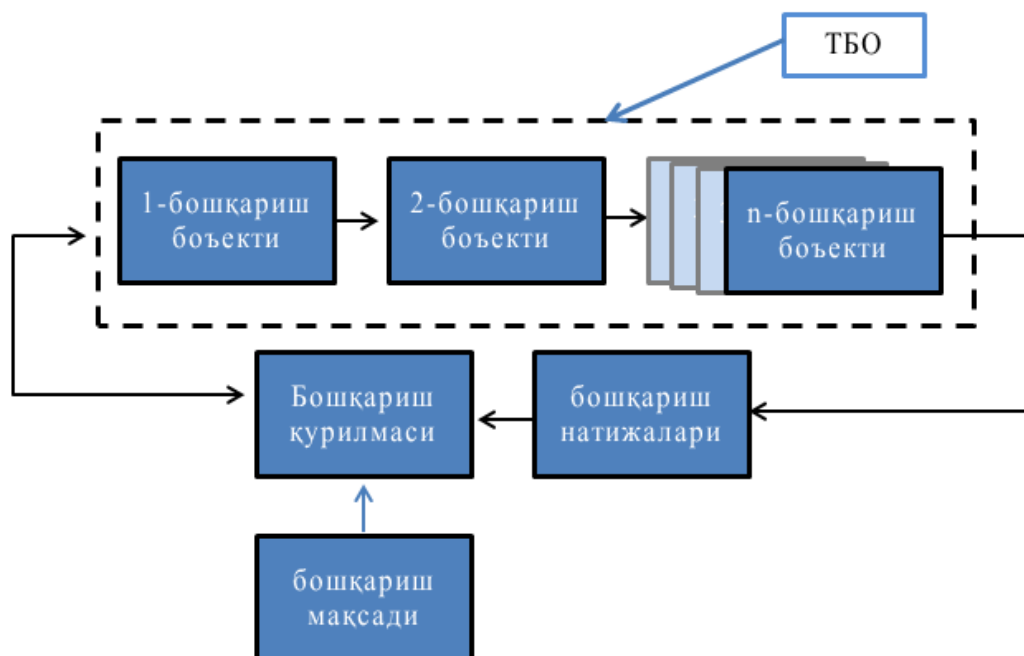 ТБО
1-бошқариш
боъекти
2-бошқариш
боъекти
n-бошқариш
боъекти
Бошқариш
қурилмаси
бошқариш
натижалари
бошқариш
мақсади